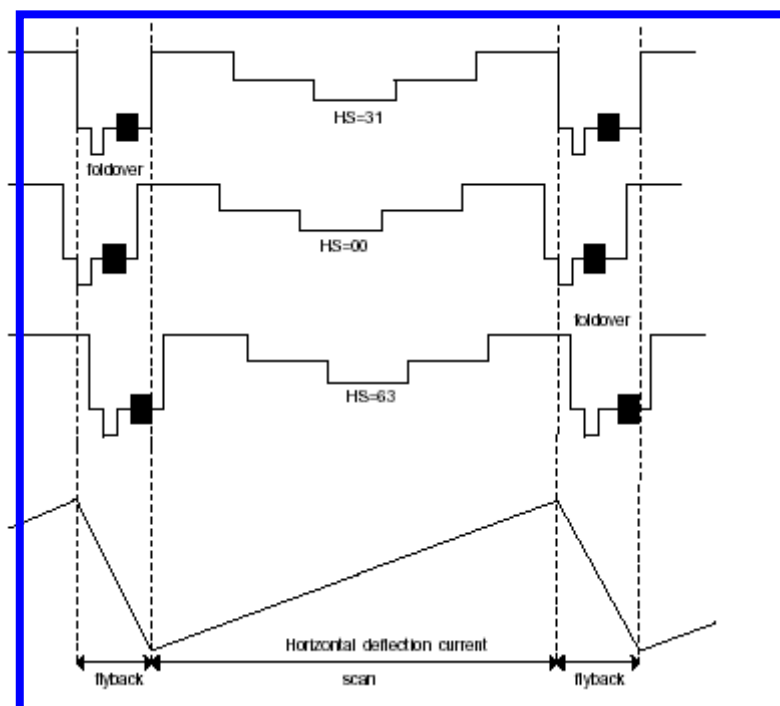 HS=31
foldover
HS=00
foldover
HS=63
Horizontal deflection current
flyback
scan
flyback